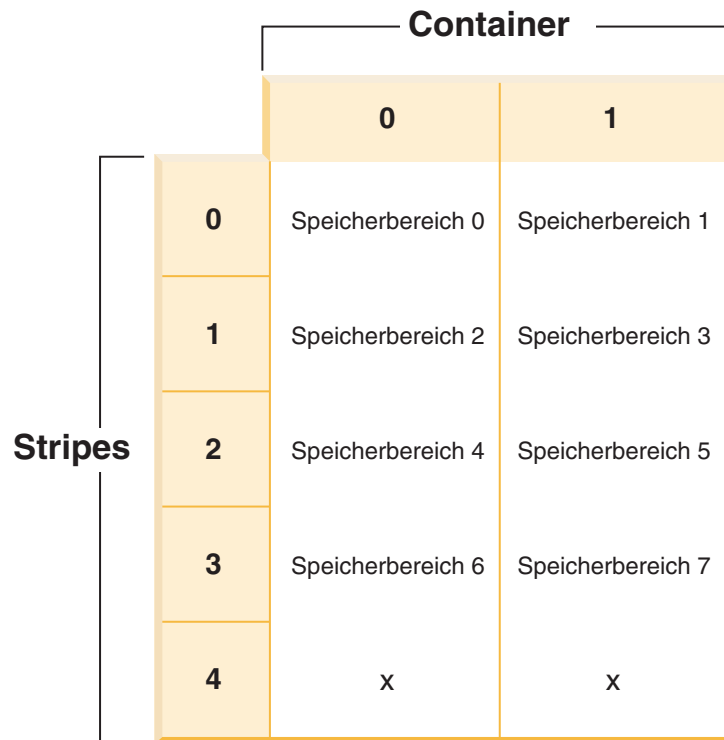 Container
0 1
0 Speicherbereich 0 Speicherbereich 1
1 Speicherbereich 2 Speicherbereich 3
Stripes 2 Speicherbereich 4 Speicherbereich 5
3 Speicherbereich 6 Speicherbereich 7
4 x x